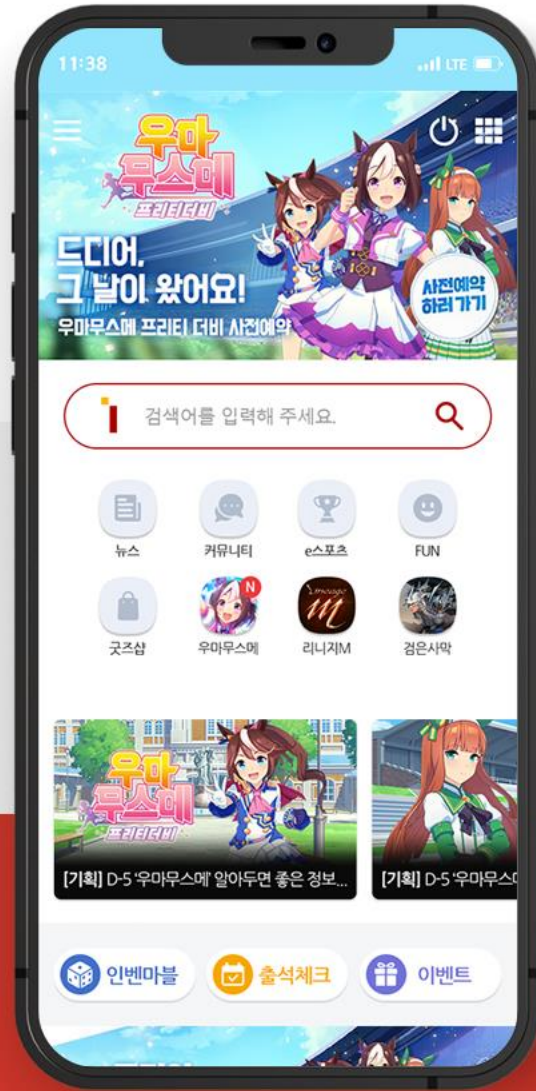 11:38
LTE
우마
무스메
프리티더비
드디어,
그 날이 왔어요!
우마무스메 프리티 더비 사전예약
사전예약
하러 가기
검색어를 입력해 주세요.
뉴스
커뮤니티
e스포츠
FUN
N
굿즈샵
우마무스메
Lineage
m
리니지M
검은사막
우마
무스메
프리티더비
[기획] D-5 '우마무스메' 알아두면 좋은 정보...
[기획] D-5 '우마무스
인벤마블
출석체크
이벤트
드디어